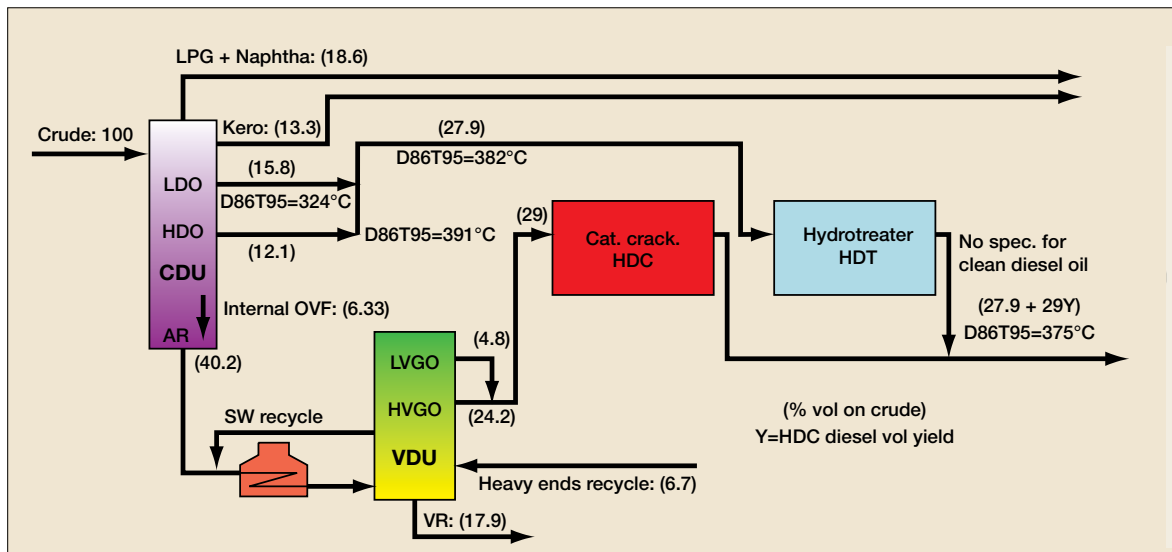 LPG + Naphtha: (18.6)
Crude: 100
Kero: (13.3)
(27.9)
D86T95=382°C
(15.8)
LDO
D86T95=324°C
HDO
D86T95=391°C
(12.1)
CDU
(29)
Cat. crack.
HDC
Hydrotreater
HDT
No spec. for
clean diesel oil
Internal OVF: (6.33)
(27.9 + 29Y)
D86T95=375°C
AR
(40.2)
(4.8)
LVGO
HVGO
(24.2)
(% vol on crude)
Y=HDC diesel vol yield
SW recycle
VDU
Heavy ends recycle: (6.7)
VR: (17.9)